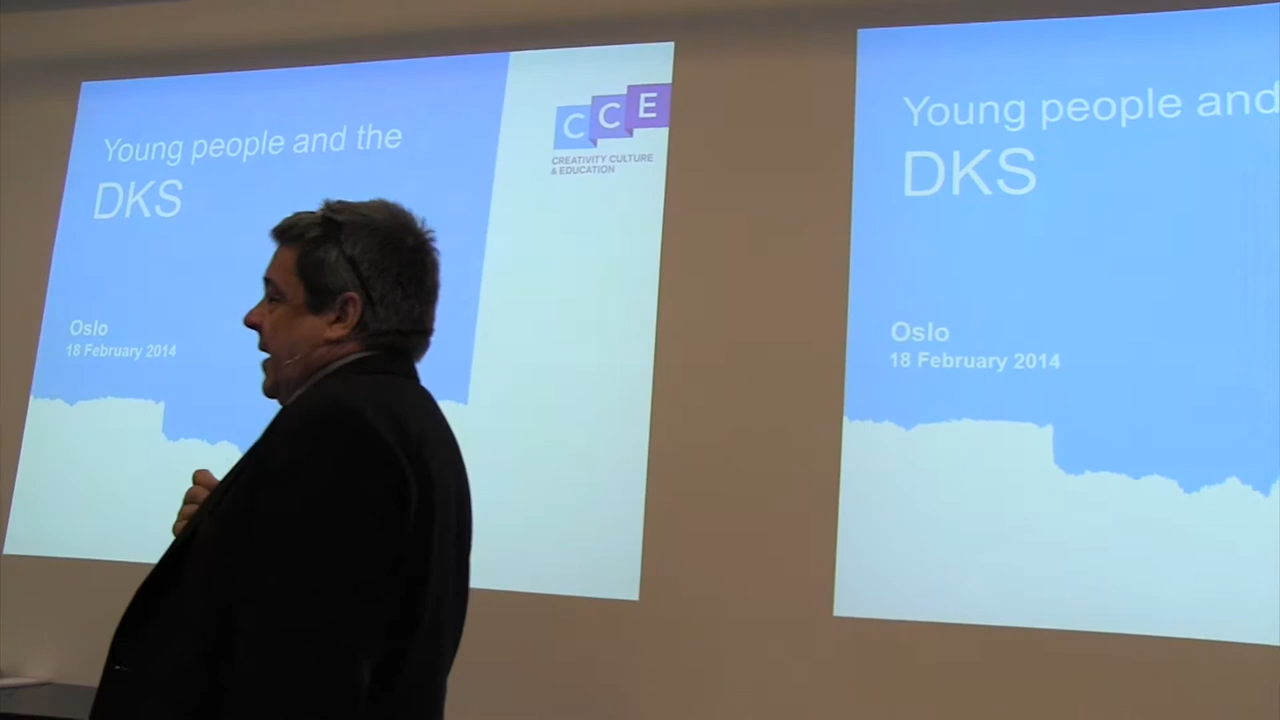 Young people and the
DKS
Oslo
18 February 2014
C C E
CREATIVITY CULTURE
& EDUCATION
Young people and
DKS
Oslo
18 February 2014